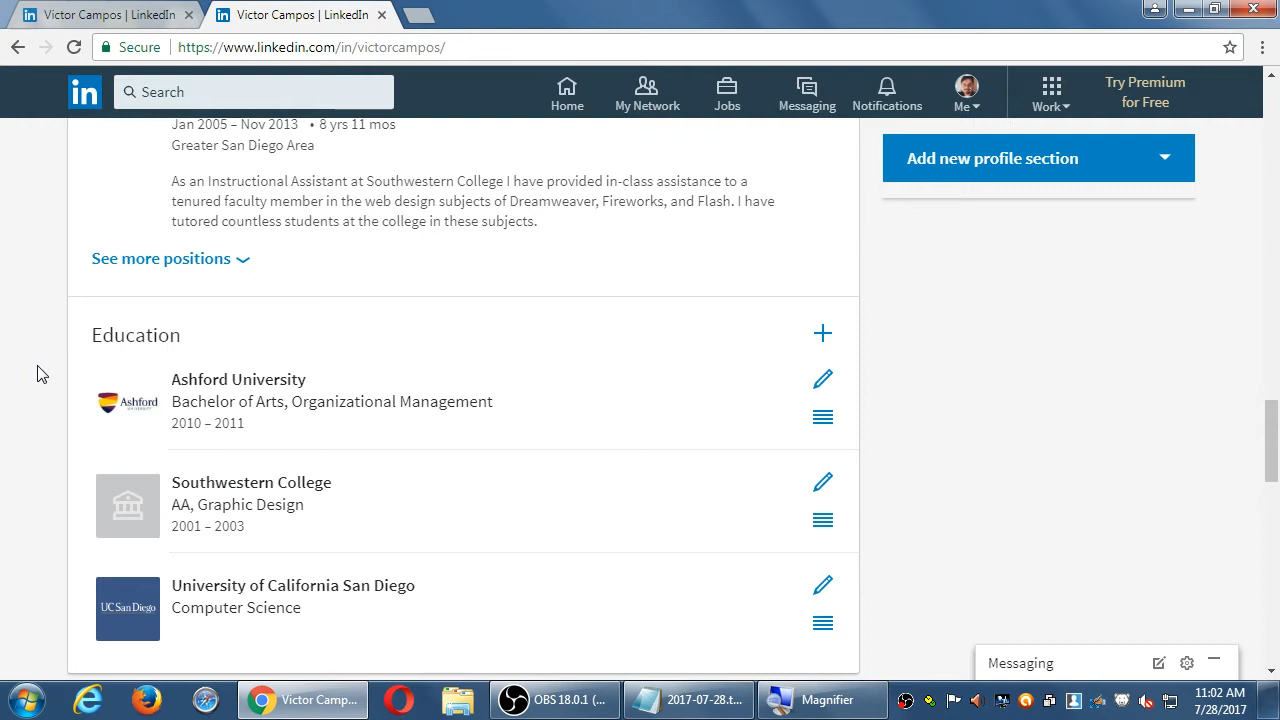 Victor Campos | LinkedIn
Victor Campos | LinkedIn
Secure
https://www.linkedin.com/in/victorcampos/
in
Search
Home
My Network
Jobs
Messaging
Notifications
Me
Work
Try Premium
for Free
Jan 2005 – Nov 2013 • 8 yrs 11 mos
Greater San Diego Area
Add new profile section
As an Instructional Assistant at Southwestern College I have provided in-class assistance to a
tenured faculty member in the web design subjects of Dreamweaver, Fireworks, and Flash. I have
tutored countless students at the college in these subjects.
See more positions
Education
Ashford
Ashford University
Bachelor of Arts, Organizational Management
2010 – 2011
Southwestern College
AA, Graphic Design
2001 – 2003
UC San Diego
University of California San Diego
Computer Science
Messaging
Victor Camp...
OBS 18.0.1 (...
2017-07-28.t...
Magnifier
11:02 AM
7/28/2017